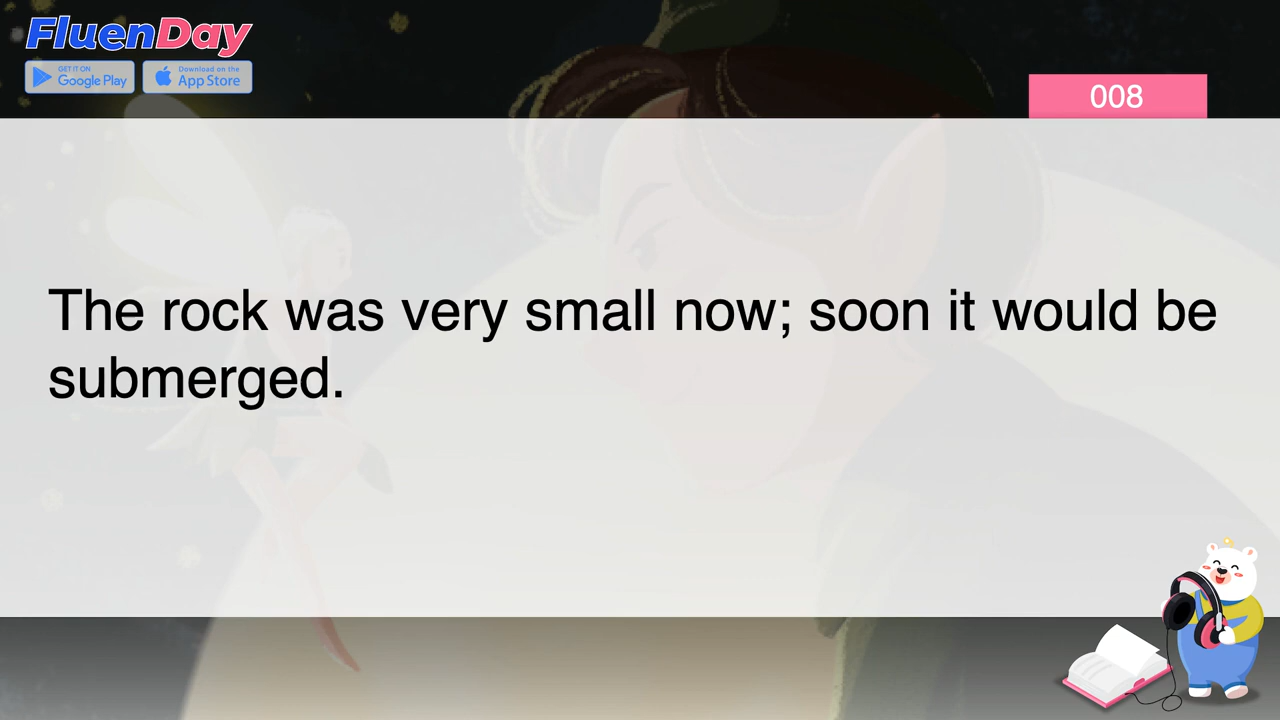 FluenDay
GET IT ON
Google Play
Download on the
App Store
008
The rock was very small now; soon it would be
submerged.